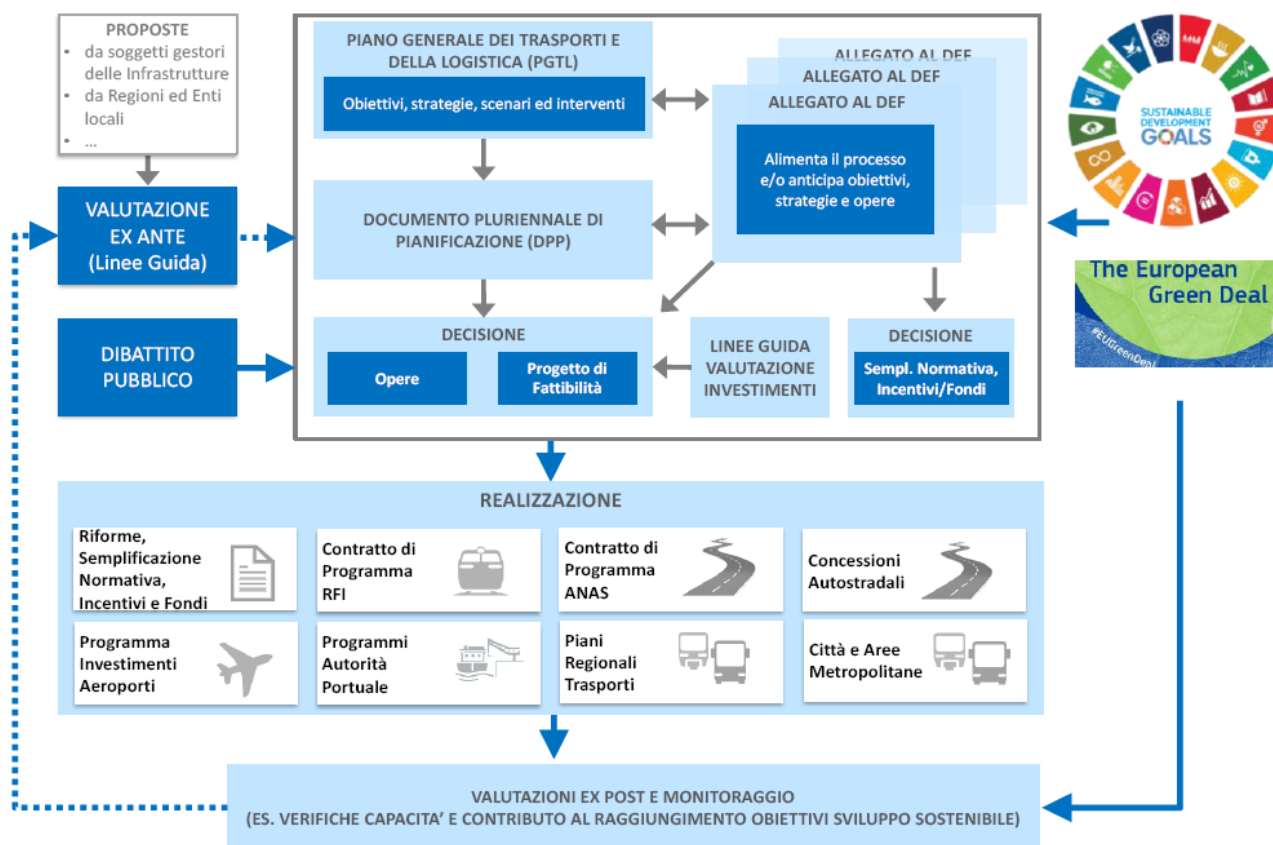 PROPOSTE
• da soggetti gestori
delle Infrastrutture
• da Regioni ed Enti
locali
• ...
VALUTAZIONE
EX ANTE
(Linee Guida)
DIBATTITO
PUBBLICO
PIANO GENERALE DEI TRASPORTI E
DELLA LOGISTICA (PGTL)
Obiettivi, strategie, scenari ed interventi
ALLEGATO AL DEF
ALLEGATO AL DEF
ALLEGATO AL DEF
Alimenta il processo
e/o anticipa obiettivi,
strategie e opere
DOCUMENTO PLURIENNALE DI
PIANIFICAZIONE (DPP)
DECISIONE
Opere
Progetto di
Fattibilità
LINEE GUIDA
VALUTAZIONE
INVESTIMENTI
DECISIONE
Sempl. Normativa,
Incentivi/Fondi
SUSTAINABLE
DEVELOPMENT
GOALS
The European
Green Deal
#EUGreenDeal
REALIZZAZIONE
Riforme,
Semplificazione
Normativa,
Incentivi e Fondi
Contratto di
Programma
RFI
Contratto di
Programma
ANAS
Concessioni
Autostradali
Programma
Investimenti
Aeroporti
Programmi
Autorità
Portuale
Piani
Regionali
Trasporti
Città e Aree
Metropolitane
VALUTAZIONI EX POST E MONITORAGGIO
(ES. VERIFICHE CAPACITA' E CONTRIBUTO AL RAGGIUNGIMENTO OBIETTIVI SVILUPPO SOSTENIBILE)